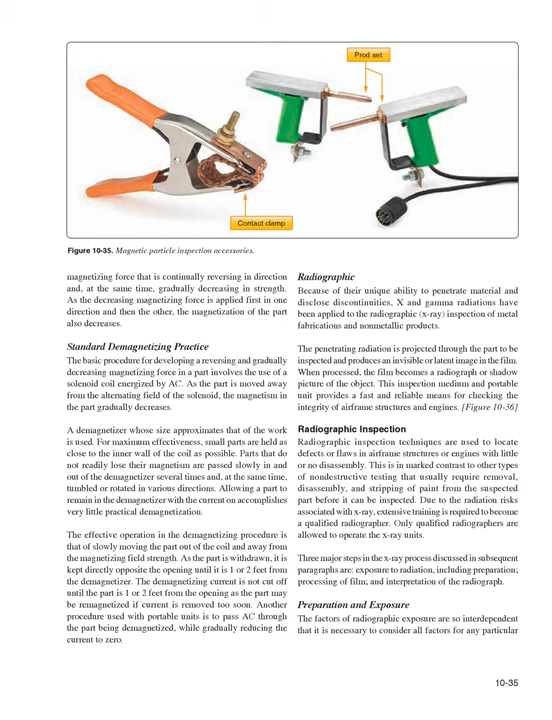 Prod set
Contact clamp
Figure 10-35. Magnetic particle inspection accessories.
magnetizing force that is continually reversing in direction
and, at the same time, gradually decreasing in strength.
As the decreasing magnetizing force is applied first in one
direction and then the other, the magnetization of the part
also decreases.
Standard Demagnetizing Practice
The basic procedure for developing a reversing and gradually
decreasing magnetizing force in a part involves the use of a
solenoid coil energized by AC. As the part is moved away
from the alternating field of the solenoid, the magnetism in
the part gradually decreases.
A demagnetizer whose size approximates that of the work
is used. For maximum effectiveness, small parts are held as
close to the inner wall of the coil as possible. Parts that do
not readily lose their magnetism are passed slowly in and
out of the demagnetizer several times and, at the same time,
tumbled or rotated in various directions. Allowing a part to
remain in the demagnetizer with the current on accomplishes
very little practical demagnetization.
The effective operation in the demagnetizing procedure is
that of slowly moving the part out of the coil and away from
the magnetizing field strength. As the part is withdrawn, it is
kept directly opposite the opening until it is 1 or 2 feet from
the demagnetizer. The demagnetizing current is not cut off
until the part is 1 or 2 feet from the opening as the part may
be remagnetized if current is removed too soon. Another
procedure used with portable units is to pass AC through
the part being demagnetized, while gradually reducing the
current to zero.
Radiographic
Because of their unique ability to penetrate material and
disclose discontinuities, X and gamma radiations have
been applied to the radiographic (x-ray) inspection of metal
fabrications and nonmetallic products.
The penetrating radiation is projected through the part to be
inspected and produces an invisible or latent image in the film.
When processed, the film becomes a radiograph or shadow
picture of the object. This inspection medium and portable
unit provides a fast and reliable means for checking the
integrity of airframe structures and engines. [Figure 10-36]
Radiographic Inspection
Radiographic inspection techniques are used to locate
defects or flaws in airframe structures or engines with little
or no disassembly. This is in marked contrast to other types
of nondestructive testing that usually require removal,
disassembly, and stripping of paint from the suspected
part before it can be inspected. Due to the radiation risks
associated with x-ray, extensive training is required to become
a qualified radiographer. Only qualified radiographers are
allowed to operate the x-ray units.
Three major steps in the x-ray process discussed in subsequent
paragraphs are: exposure to radiation, including preparation;
processing of film; and interpretation of the radiograph.
Preparation and Exposure
The factors of radiographic exposure are so interdependent
that it is necessary to consider all factors for any particular
10-35